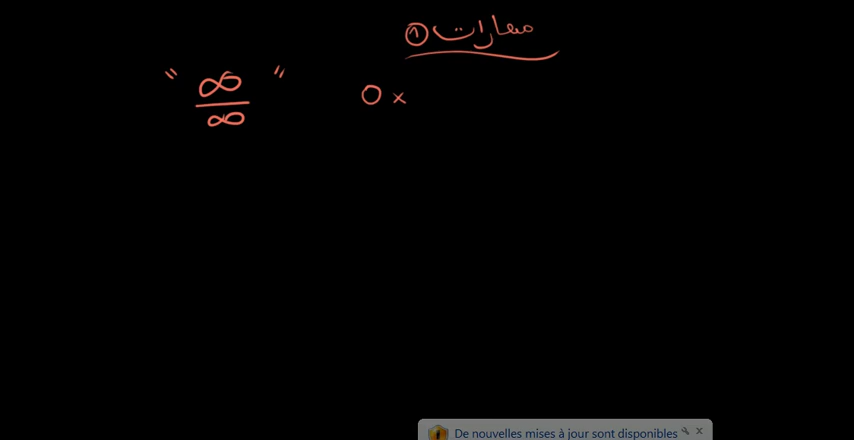 مهارات ①
" ∞/∞ "    0 ×
De nouvelles mises à jour sont disponibles